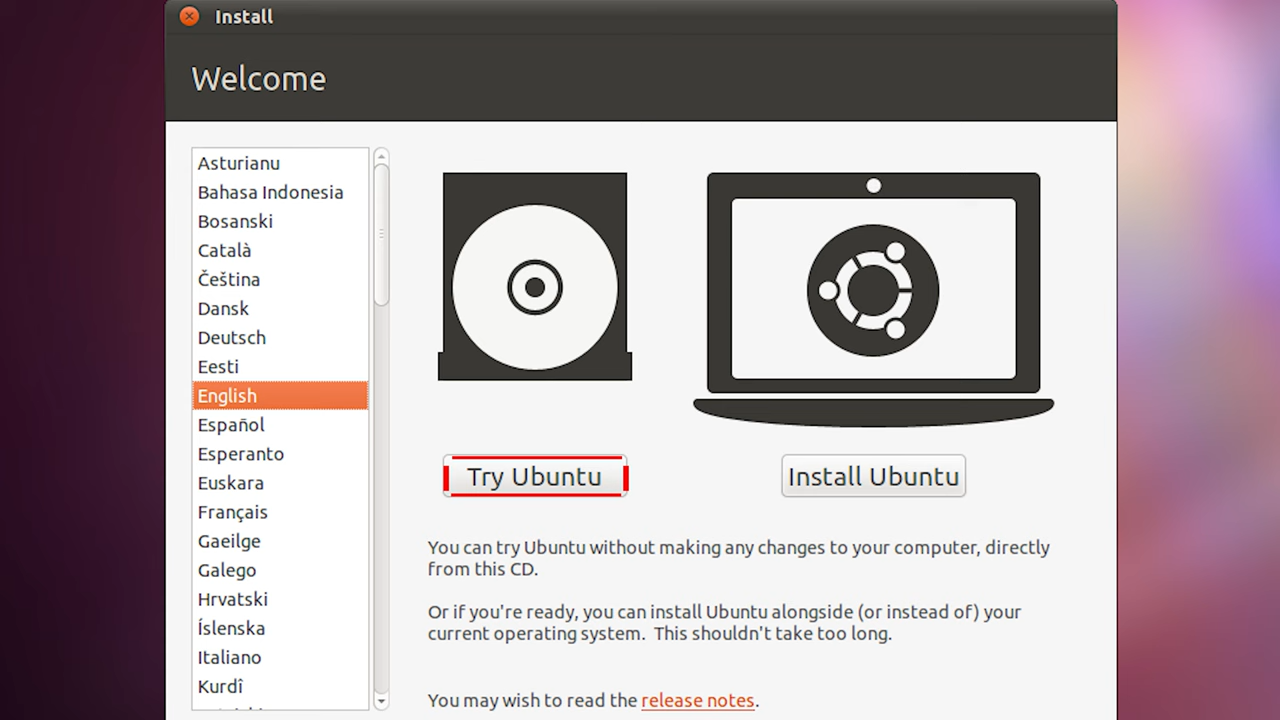 Install
Welcome
Asturianu
Bahasa Indonesia
Bosanski
Català
Čeština
Dansk
Deutsch
Eesti
English
Español
Esperanto
Euskara
Français
Gaeilge
Galego
Hrvatski
Íslenska
Italiano
Kurdî
Try Ubuntu
Install Ubuntu
You can try Ubuntu without making any changes to your computer, directly
from this CD.
Or if you're ready, you can install Ubuntu alongside (or instead of) your
current operating system. This shouldn't take too long.
You may wish to read the release notes.